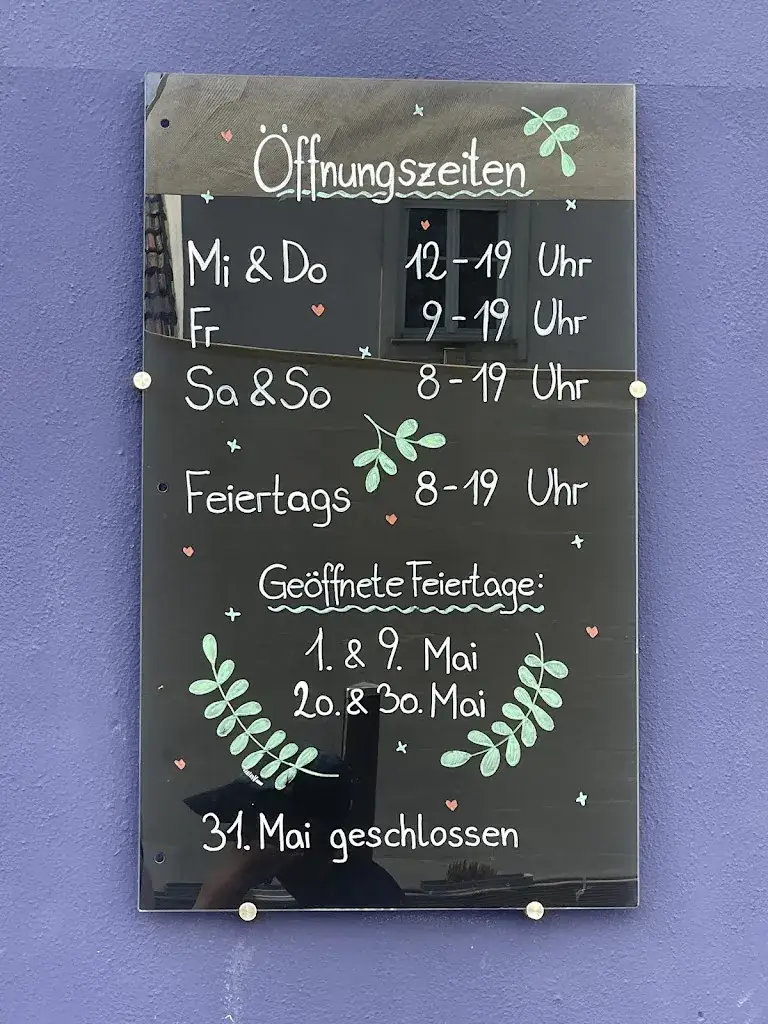 Öffnungszeiten
Mi & Do 12-19 Uhr
Fr 9-19 Uhr
Sa & So 8-19 Uhr
Feiertags 8-19 Uhr
Geöffnete Feiertage:
1. & 9. Mai
20. & 30. Mai
31. Mai geschlossen